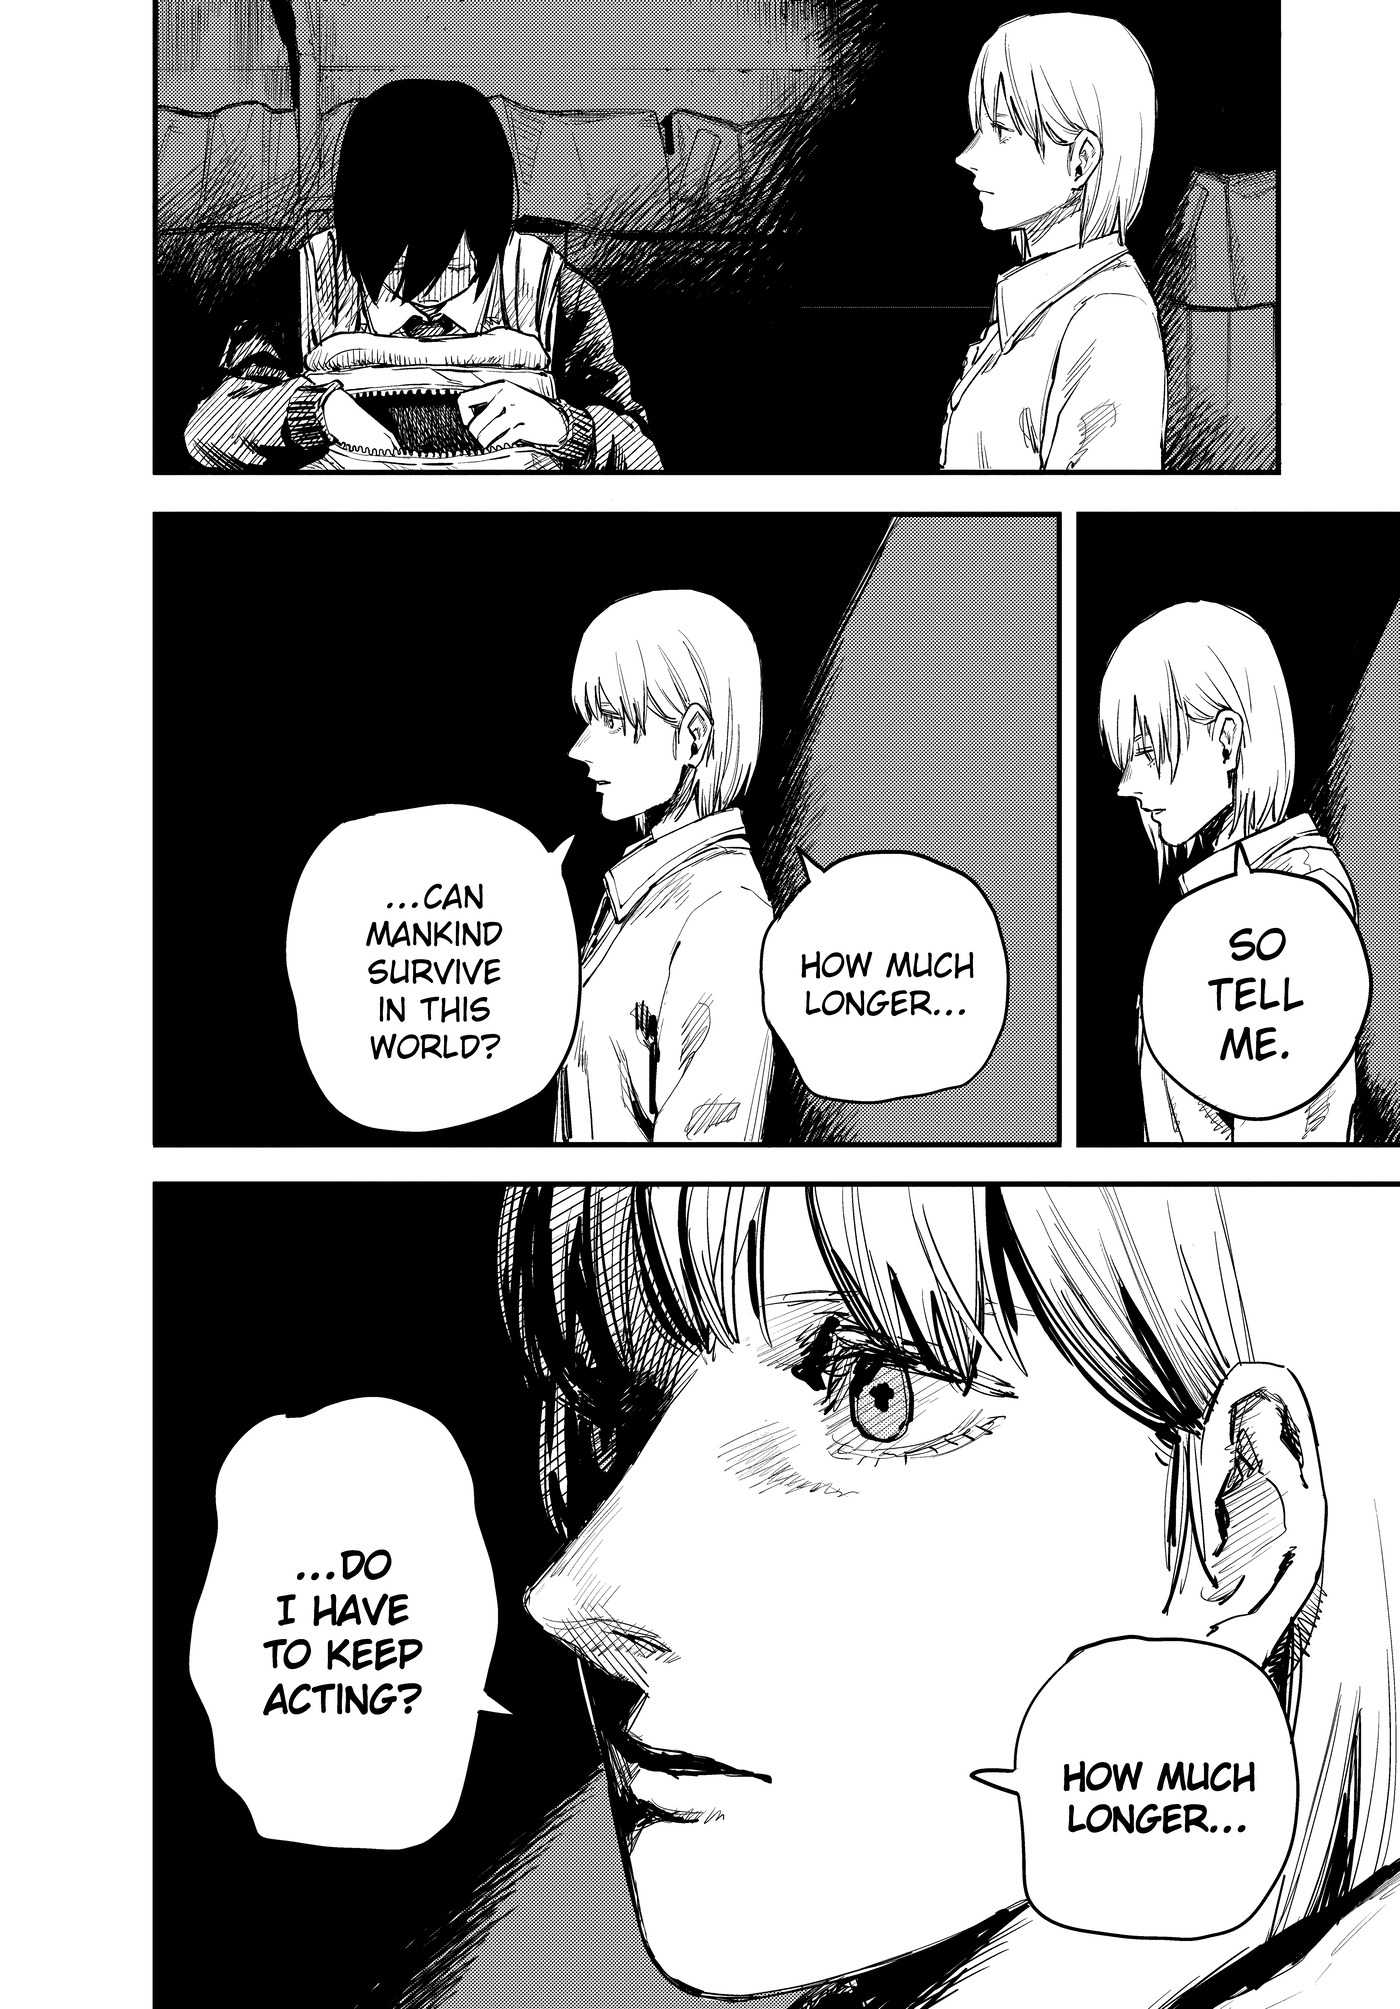 SO
TELL
ME.
HOW MUCH
LONGER...
...CAN
MANKIND
SURVIVE
IN THIS
WORLD?
HOW MUCH
LONGER...
...DO
I HAVE
TO KEEP
ACTING?